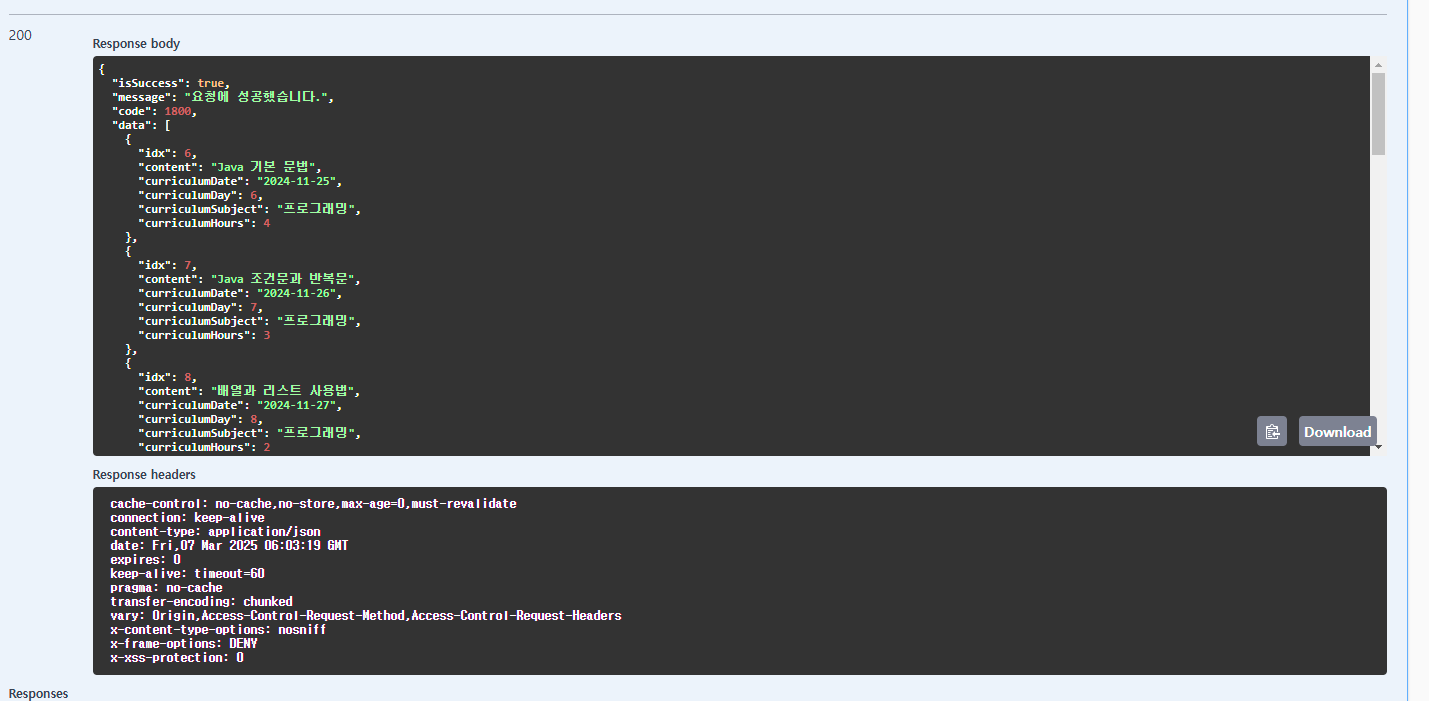 200
Response body
{
  "isSuccess": true,
  "message": "요청에 성공했습니다.",
  "code": 1800,
  "data": [
    {
      "idx": 6,
      "content": "Java 기본 문법",
      "curriculumDate": "2024-11-25",
      "curriculumDay": 6,
      "curriculumSubject": "프로그래밍",
      "curriculumHours": 4
    },
    {
      "idx": 7,
      "content": "Java 조건문과 반복문",
      "curriculumDate": "2024-11-26",
      "curriculumDay": 7,
      "curriculumSubject": "프로그래밍",
      "curriculumHours": 3
    },
    {
      "idx": 8,
      "content": "배열과 리스트 사용법",
      "curriculumDate": "2024-11-27",
      "curriculumDay": 8,
      "curriculumSubject": "프로그래밍",
      "curriculumHours": 2
Download
Response headers
cache-control: no-cache,no-store,max-age=0,must-revalidate
connection: keep-alive
content-type: application/json
date: Fri,07 Mar 2025 06:03:19 GMT
expires: 0
keep-alive: timeout=60
pragma: no-cache
transfer-encoding: chunked
vary: Origin,Access-Control-Request-Method,Access-Control-Request-Headers
x-content-type-options: nosniff
x-frame-options: DENY
x-xss-protection: 0
Responses